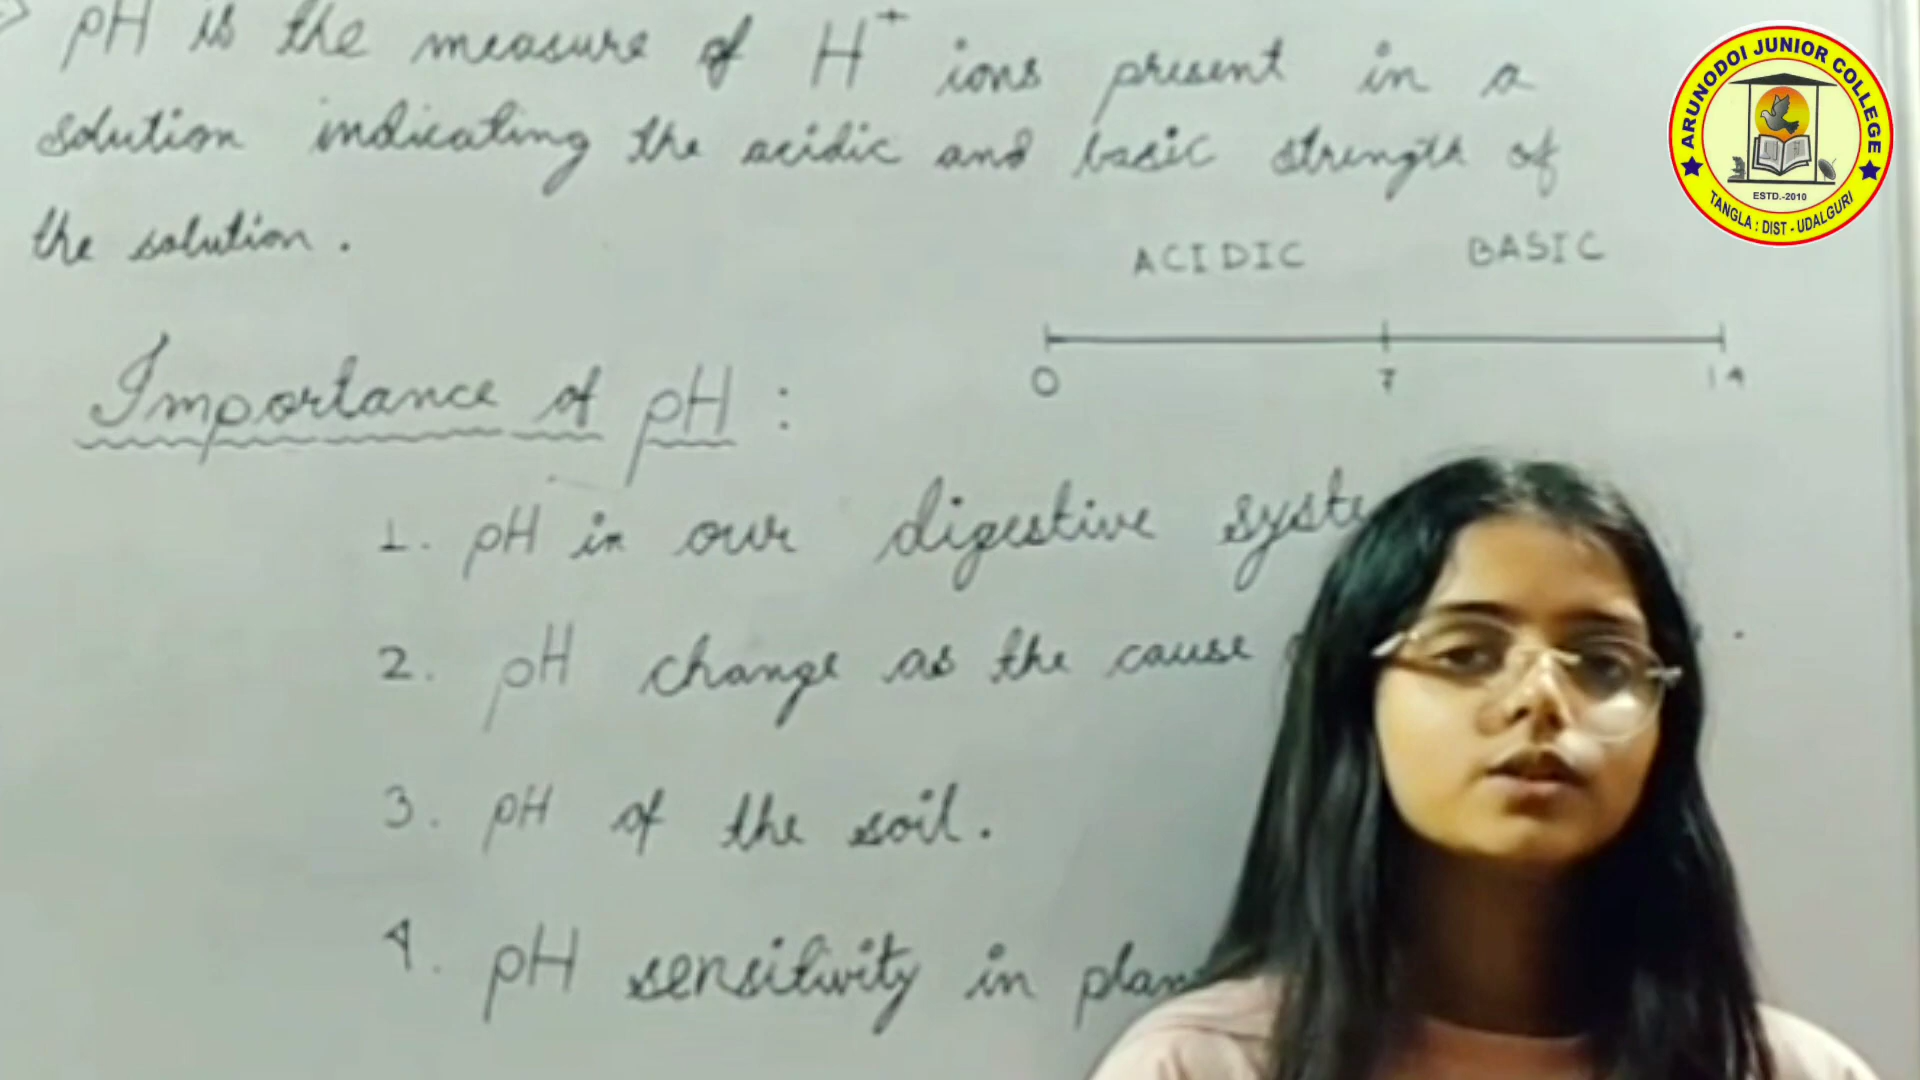 pH is the measure of H⁺ ions present in a
solution indicating the acidic and basic strength of
the solution.
ACIDIC BASIC
0 7 14
Importance of pH :
1. pH in our digestive syste
2. pH change as the cause
3. pH of the soil.
4. pH sensitivity in plan
ARUNODOI JUNIOR COLLEGE
ESTD.-2010
TANGLA : DIST - UDALGURI